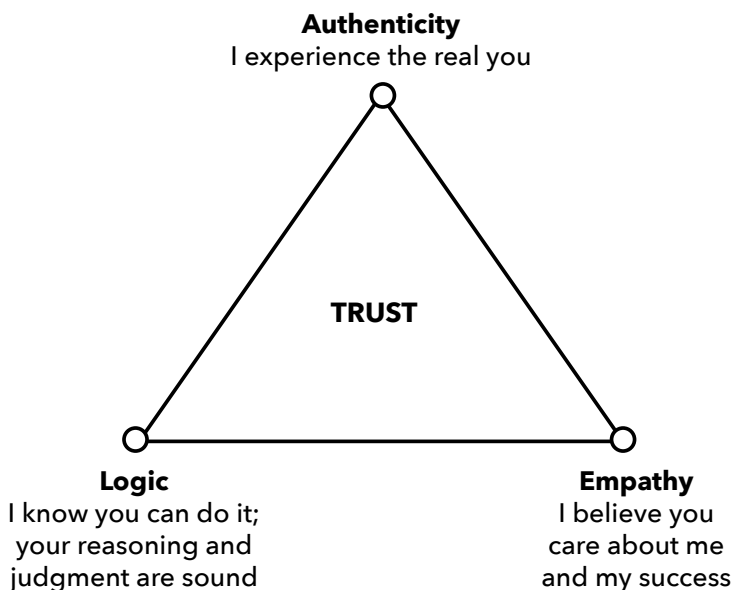 Authenticity
I experience the real you
TRUST
Logic
I know you can do it;
your reasoning and
judgment are sound
Empathy
I believe you
care about me
and my success